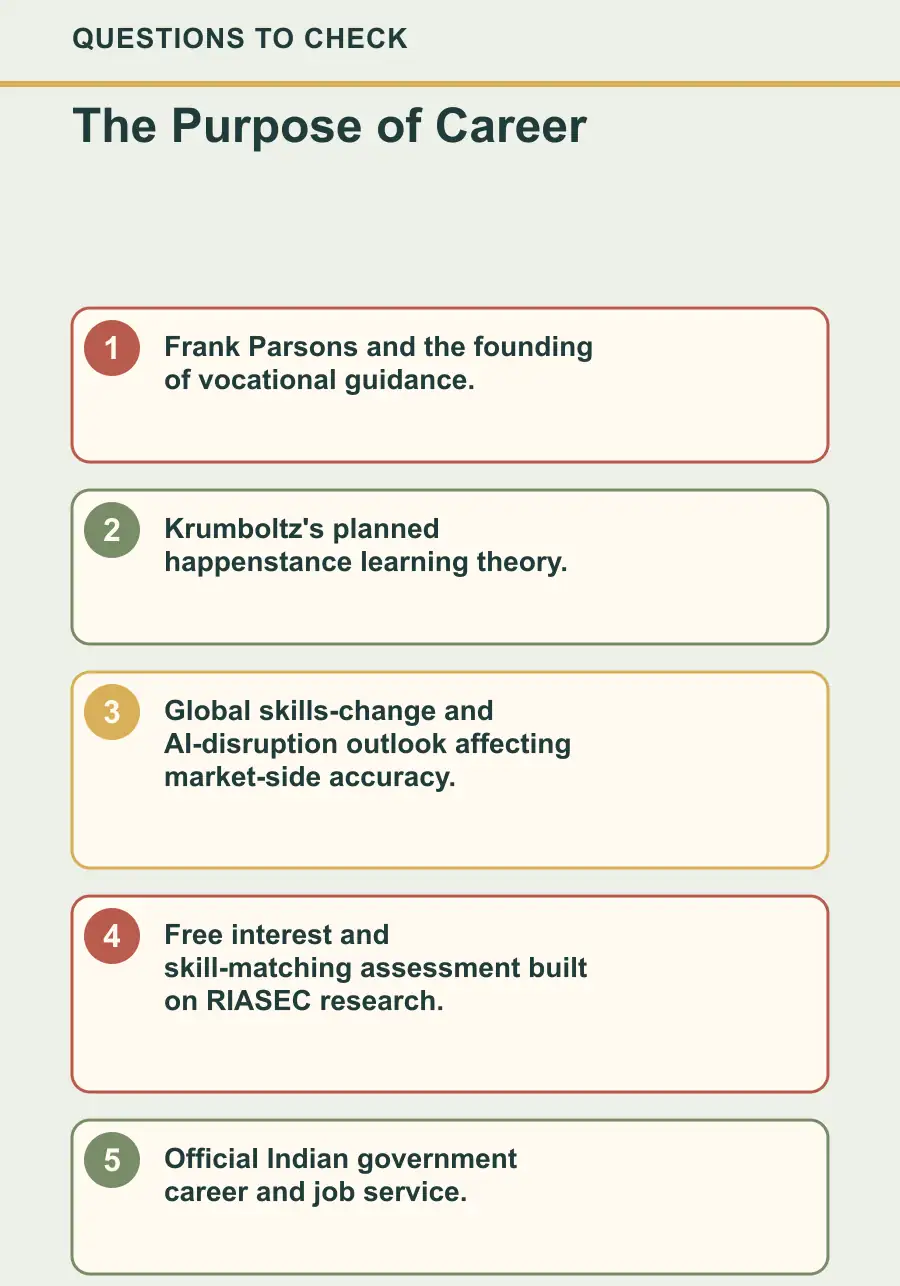 QUESTIONS TO CHECK
The Purpose of Career
1
Frank Parsons and the founding
of vocational guidance.
2
Krumboltz's planned
happenstance learning theory.
3
Global skills-change and
AI-disruption outlook affecting
market-side accuracy.
4
Free interest and
skill-matching assessment built
on RIASEC research.
5
Official Indian government
career and job service.